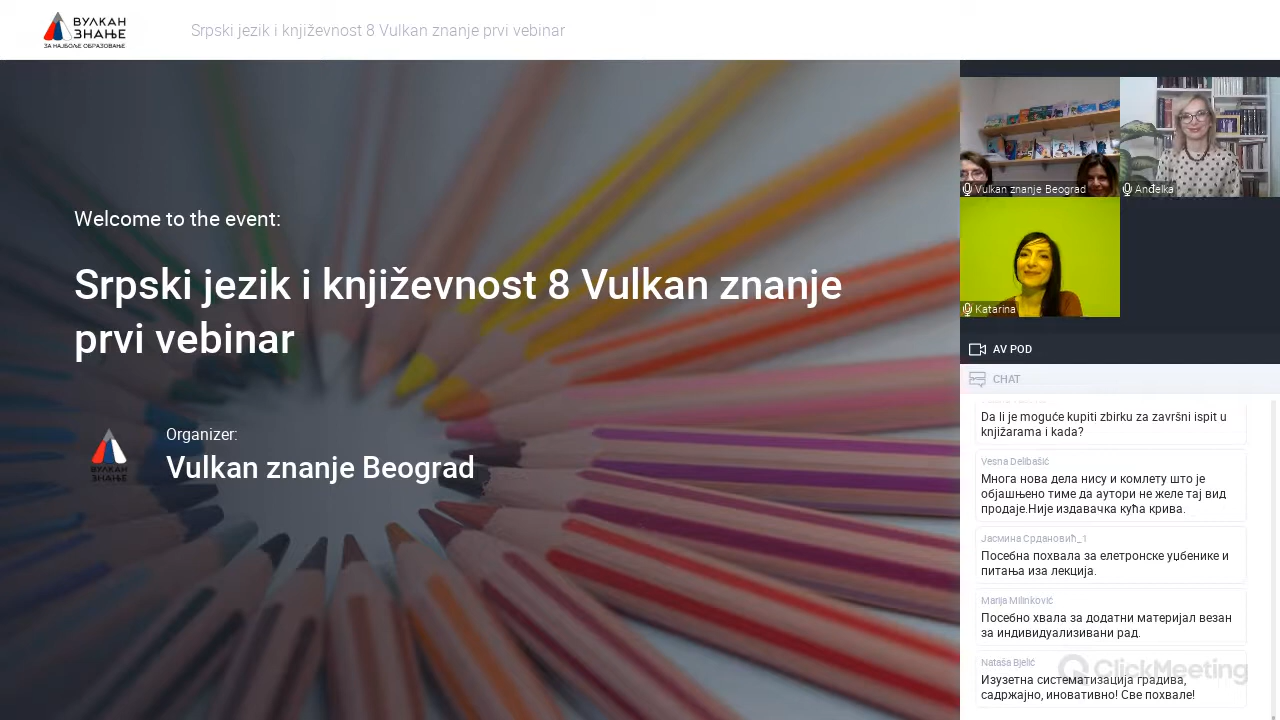 ВУЛКАН
ЗНАЊЕ
ЗА НАЈБОЉЕ ОБРАЗОВАЊЕ
Srpski jezik i književnost 8 Vulkan znanje prvi vebinar
Welcome to the event:
Srpski jezik i književnost 8 Vulkan znanje
prvi vebinar
Organizer:
Vulkan znanje Beograd
ВУЛКАН
ЗНАЊЕ
Vulkan znanje Beograd
Anđelka
Katarina
AV POD
CHAT
Da li je moguće kupiti zbirku za završni ispit u
knjižarama i kada?
Vesna Delibašić
Многа нова дела нису и комлету што је
објашњено тиме да аутори не желе тај вид
продаје.Није издавачка кућа крива.
Јасмина Срдановић_1
Посебна похвала за елетронске уџбенике и
питања иза лекција.
Marija Milinković
Посебно хвала за додатни материјал везан
за индивидуализивани рад.
Nataša Bjelić
Изузетна систематизација градива,
садржајно, иновативно! Све похвале!
ClickMeeting